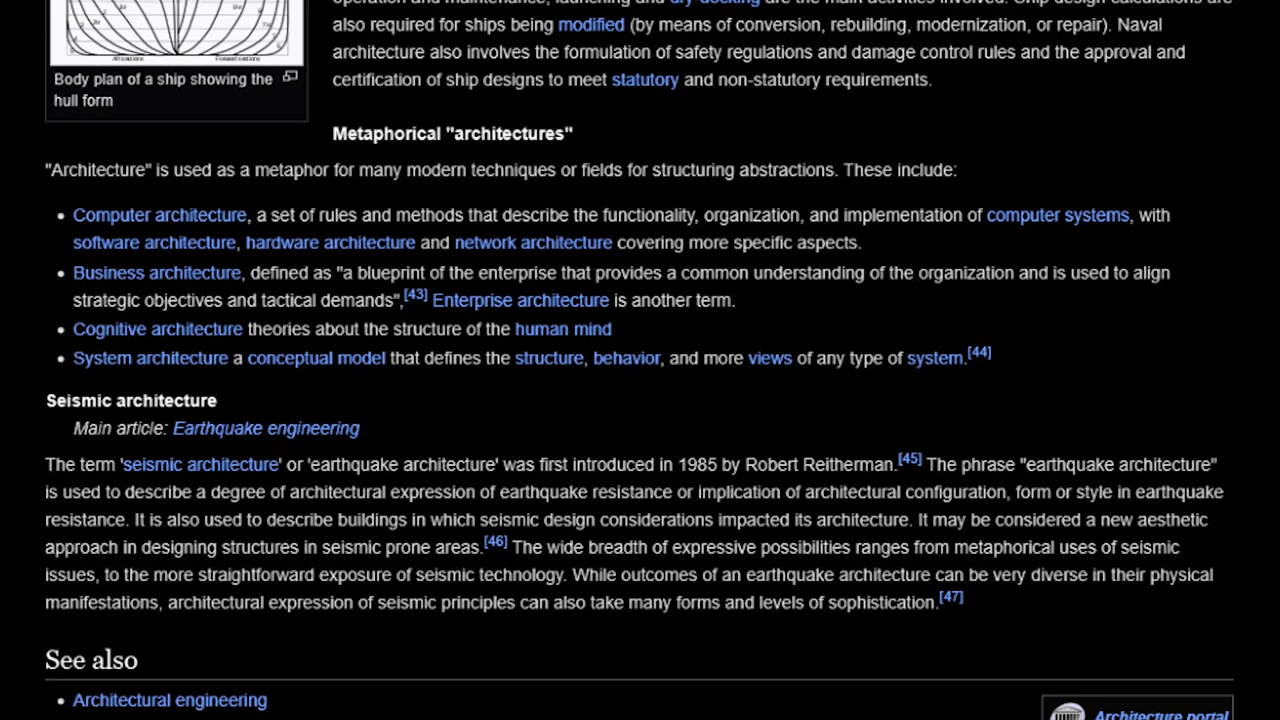 operation and maintenance, launching and dry-docking are the main activities involved. Ship design calculations are
also required for ships being modified (by means of conversion, rebuilding, modernization, or repair). Naval
architecture also involves the formulation of safety regulations and damage control rules and the approval and
certification of ship designs to meet statutory and non-statutory requirements.
Body plan of a ship showing the
hull form
Metaphorical "architectures"
"Architecture" is used as a metaphor for many modern techniques or fields for structuring abstractions. These include:
• Computer architecture, a set of rules and methods that describe the functionality, organization, and implementation of computer systems, with
software architecture, hardware architecture and network architecture covering more specific aspects.
• Business architecture, defined as "a blueprint of the enterprise that provides a common understanding of the organization and is used to align
strategic objectives and tactical demands",[43] Enterprise architecture is another term.
• Cognitive architecture theories about the structure of the human mind
• System architecture a conceptual model that defines the structure, behavior, and more views of any type of system.[44]
Seismic architecture
Main article: Earthquake engineering
The term 'seismic architecture' or 'earthquake architecture' was first introduced in 1985 by Robert Reitherman.[45] The phrase "earthquake architecture"
is used to describe a degree of architectural expression of earthquake resistance or implication of architectural configuration, form or style in earthquake
resistance. It is also used to describe buildings in which seismic design considerations impacted its architecture. It may be considered a new aesthetic
approach in designing structures in seismic prone areas.[46] The wide breadth of expressive possibilities ranges from metaphorical uses of seismic
issues, to the more straightforward exposure of seismic technology. While outcomes of an earthquake architecture can be very diverse in their physical
manifestations, architectural expression of seismic principles can also take many forms and levels of sophistication.[47]
See also
• Architectural engineering
Architecture portal